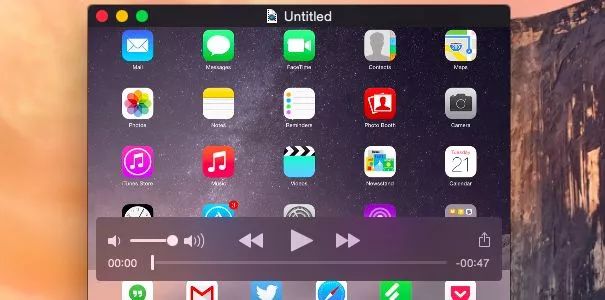 Untitled
Mail Messages FaceTime Contacts Maps
Photos Notes Reminders Photo Booth Camera
Tuesday
21
iTunes Store Music Videos Newsstand Calendar
3
00:00 -00:47